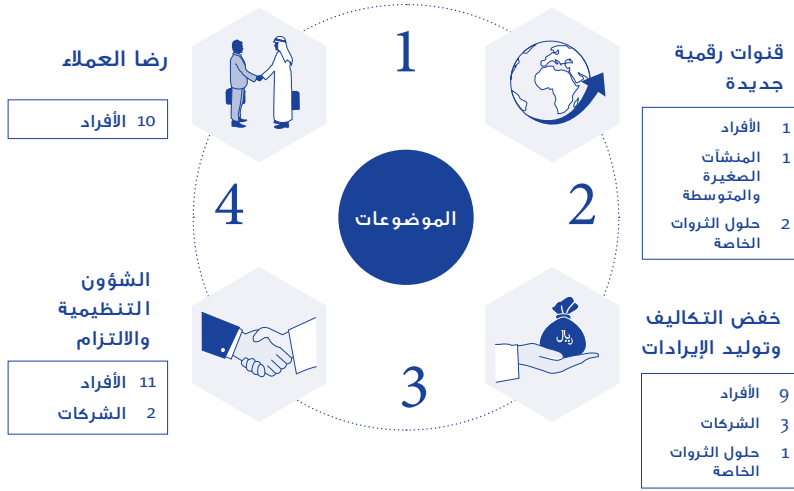 1
قنوات رقمية
جديدة
1 الأفراد
1 المنشآت
الصغيرة
والمتوسطة
2 حلول الثروات
الخاصة
2
خفض التكاليف
وتوليد الإيرادات
9 الأفراد
3 الشركات
1 حلول الثروات
الخاصة
ريال
3
الشؤون
التنظيمية
والالتزام
11 الأفراد
2 الشركات
4
رضا العملاء
10 الأفراد
الموضوعات